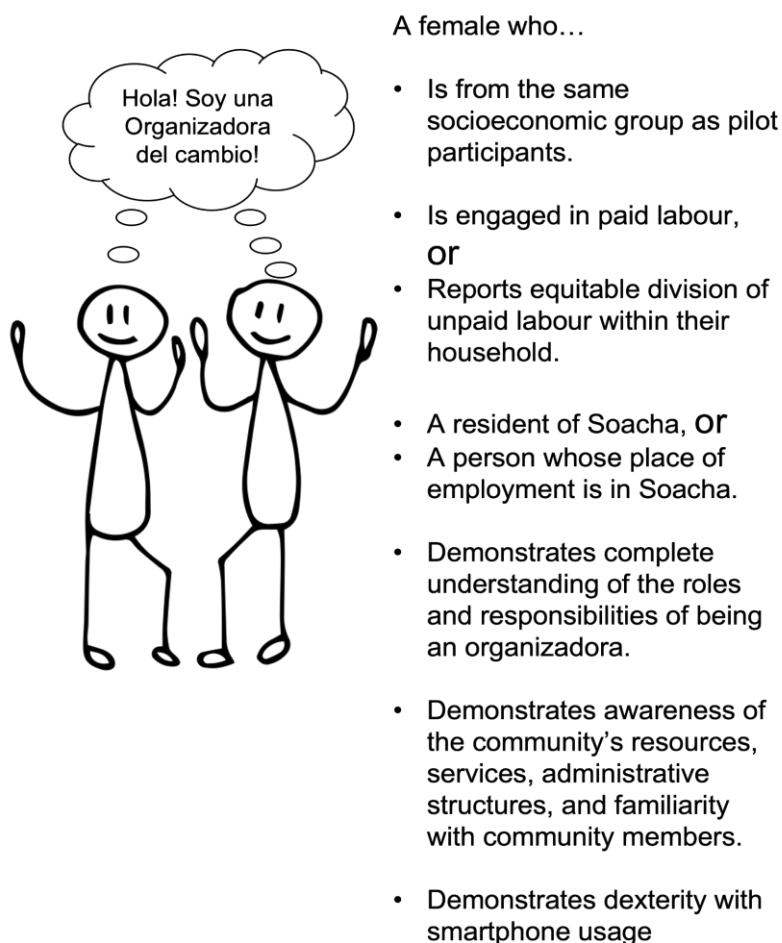 A female who…
Hola! Soy una
Organizadora
del cambio!
• Is from the same
socioeconomic group as pilot
participants.
• Is engaged in paid labour,
or
• Reports equitable division of
unpaid labour within their
household.
• A resident of Soacha, or
• A person whose place of
employment is in Soacha.
• Demonstrates complete
understanding of the roles
and responsibilities of being
an organizadora.
• Demonstrates awareness of
the community’s resources,
services, administrative
structures, and familiarity
with community members.
• Demonstrates dexterity with
smartphone usage